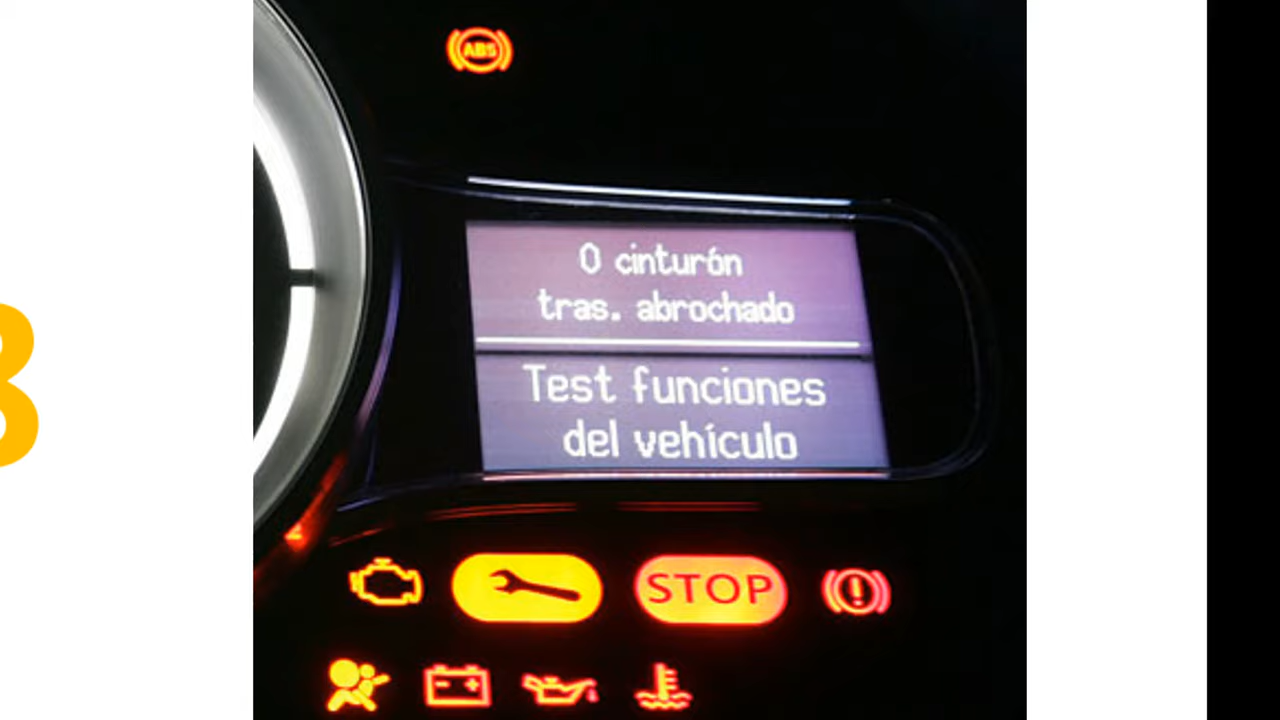 ABS
0 cinturón
tras. abrochado
Test funciones
del vehículo
STOP